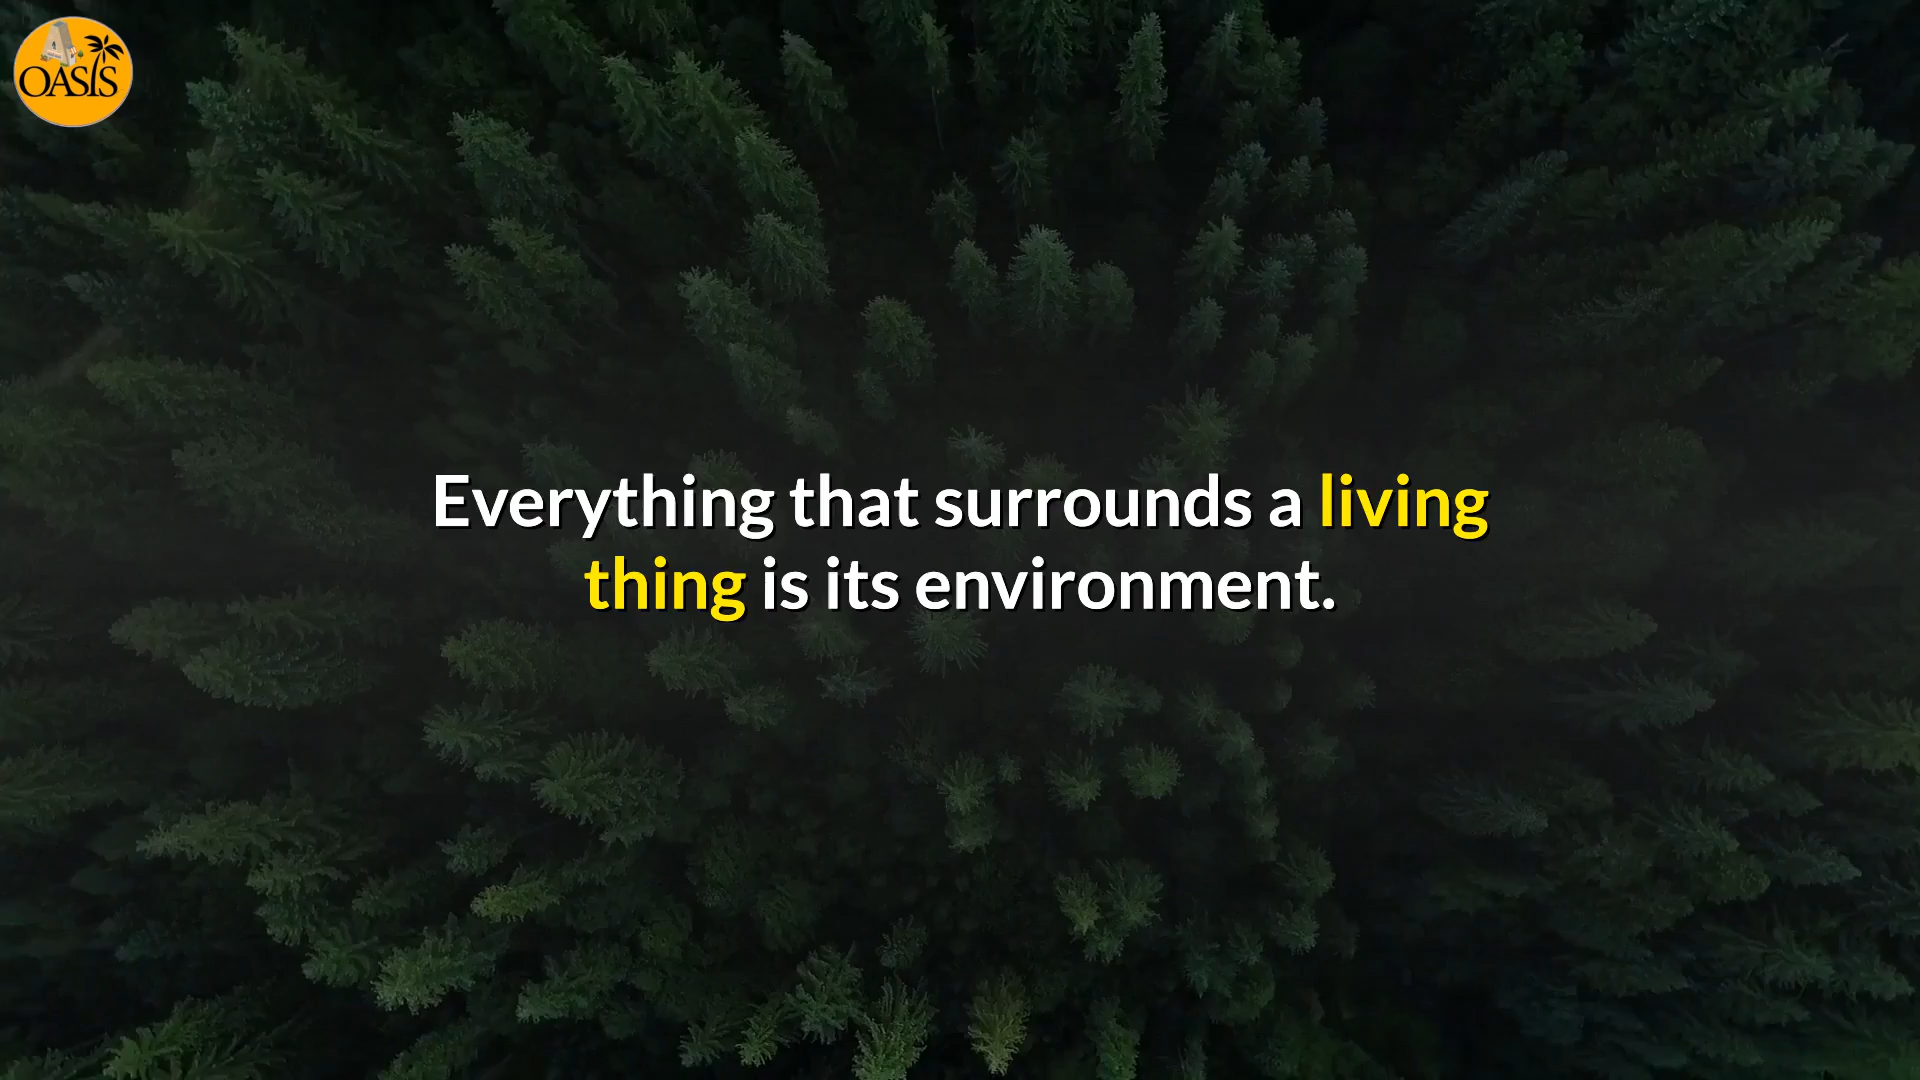 A
OASIS
Everything that surrounds a living
thing is its environment.